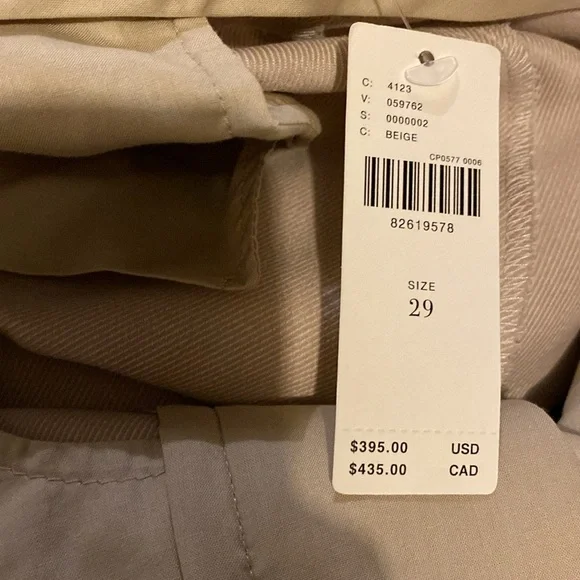 C: 4123
V: 059762
S: 0000002
C: BEIGE
CP0577 0006
82619578
SIZE
29
$395.00 USD
$435.00 CAD